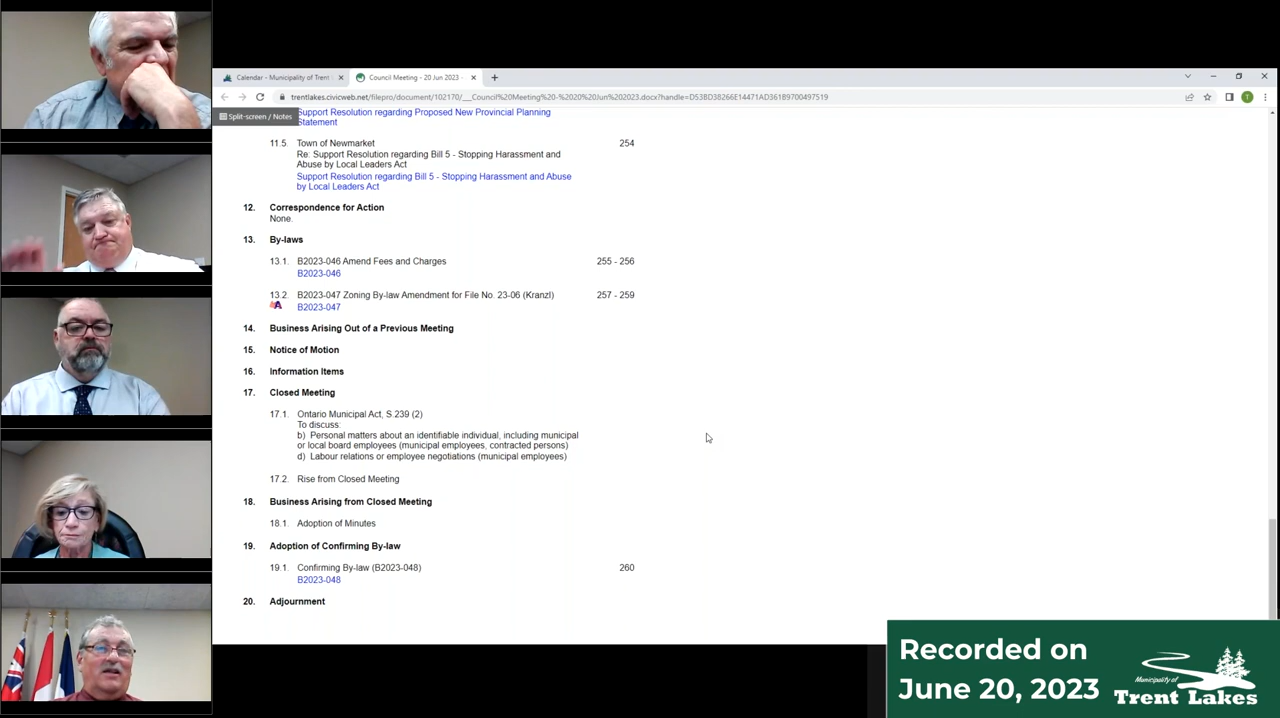 Calendar - Municipality of Trent
Council Meeting - 20 Jun 2023 -
trentlakes.civicweb.net/filepro/document/102170/__Council%20Meeting%20-%2020%20Jun%202023.docx?handle=D53BD38266E14471AD361B9700497519
T
Split-screen / Notes
Support Resolution regarding Proposed New Provincial Planning
Statement
11.5. Town of Newmarket 254
Re: Support Resolution regarding Bill 5 - Stopping Harassment and
Abuse by Local Leaders Act
Support Resolution regarding Bill 5 - Stopping Harassment and Abuse
by Local Leaders Act
12. Correspondence for Action
None.
13. By-laws
13.1. B2023-046 Amend Fees and Charges 255 - 256
B2023-046
13.2. B2023-047 Zoning By-law Amendment for File No. 23-06 (Kranzl) 257 - 259
B2023-047
14. Business Arising Out of a Previous Meeting
15. Notice of Motion
16. Information Items
17. Closed Meeting
17.1. Ontario Municipal Act, S.239 (2)
To discuss:
b) Personal matters about an identifiable individual, including municipal
or local board employees (municipal employees, contracted persons)
d) Labour relations or employee negotiations (municipal employees)
17.2. Rise from Closed Meeting
18. Business Arising from Closed Meeting
18.1. Adoption of Minutes
19. Adoption of Confirming By-law
19.1. Confirming By-law (B2023-048) 260
B2023-048
20. Adjournment
Recorded on
June 20, 2023
Municipality of
Trent Lakes